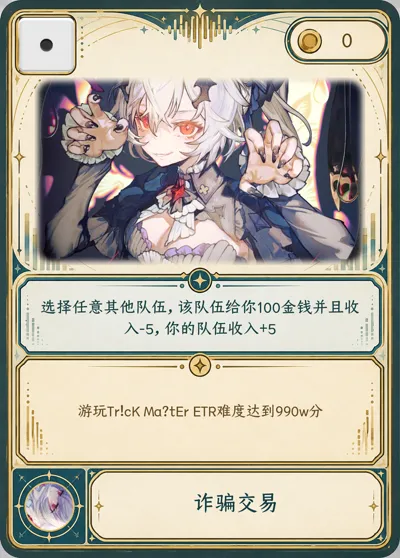 0
选择任意其他队伍，该队伍给你100金钱并且收
入-5，你的队伍收入+5
游玩Tr!cK Ma?tEr ETR难度达到990w分
诈骗交易